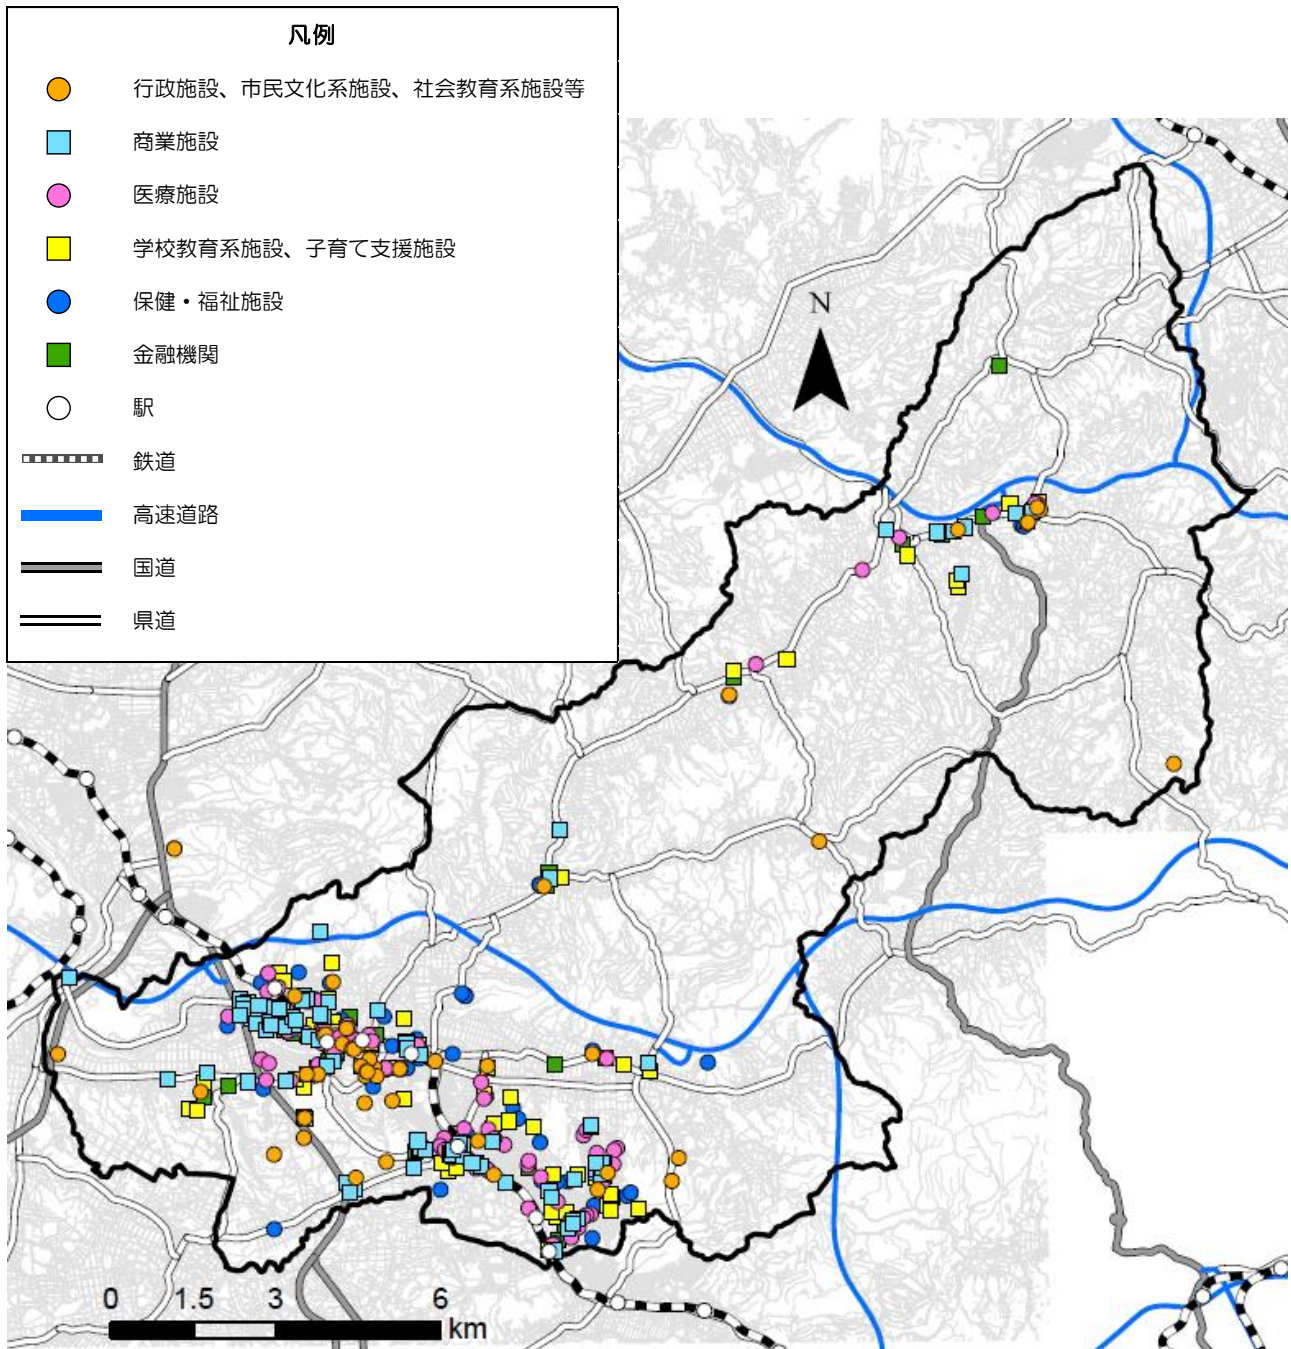 凡例
行政施設、市民文化系施設、社会教育系施設等
商業施設
医療施設
学校教育系施設、子育て支援施設
保健・福祉施設
金融機関
駅
鉄道
高速道路
国道
県道
N
0 1.5 3 6
km